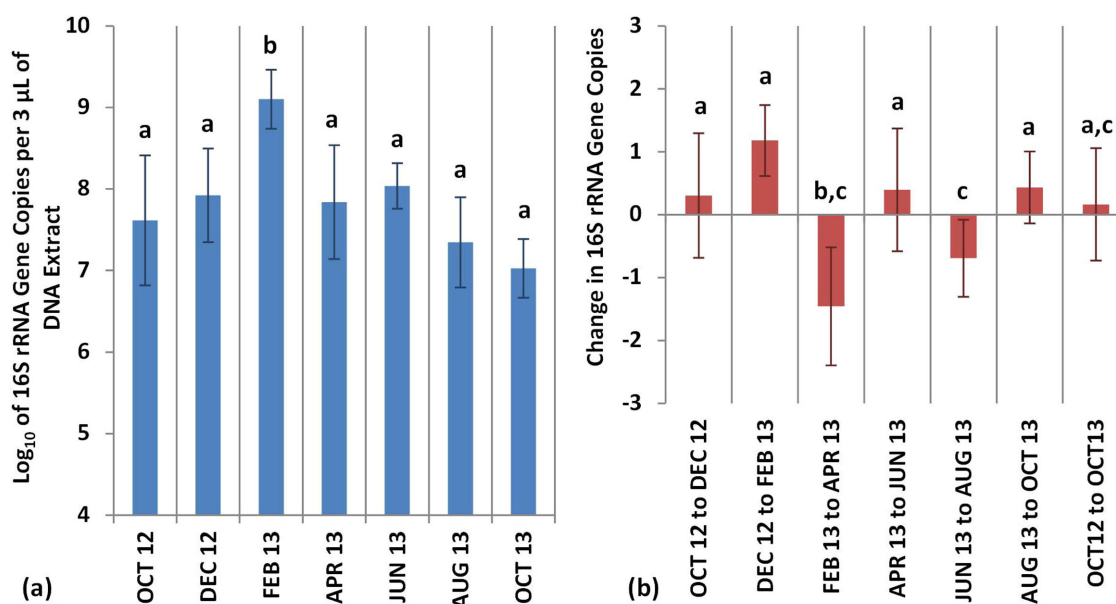 Log₁₀ of 16S rRNA Gene Copies per 3 µL of
DNA Extract
10
9
8
7
6
5
4
a
a
b
a
a
a
a
OCT 12
DEC 12
FEB 13
APR 13
JUN 13
AUG 13
OCT 13
(a)
Change in 16S rRNA Gene Copies
3
2
1
0
-1
-2
-3
a
a
b,c
a
c
a
a,c
OCT 12 to DEC 12
DEC 12 to FEB 13
FEB 13 to APR 13
APR 13 to JUN 13
JUN 13 to AUG 13
AUG 13 to OCT 13
OCT12 to OCT13
(b)